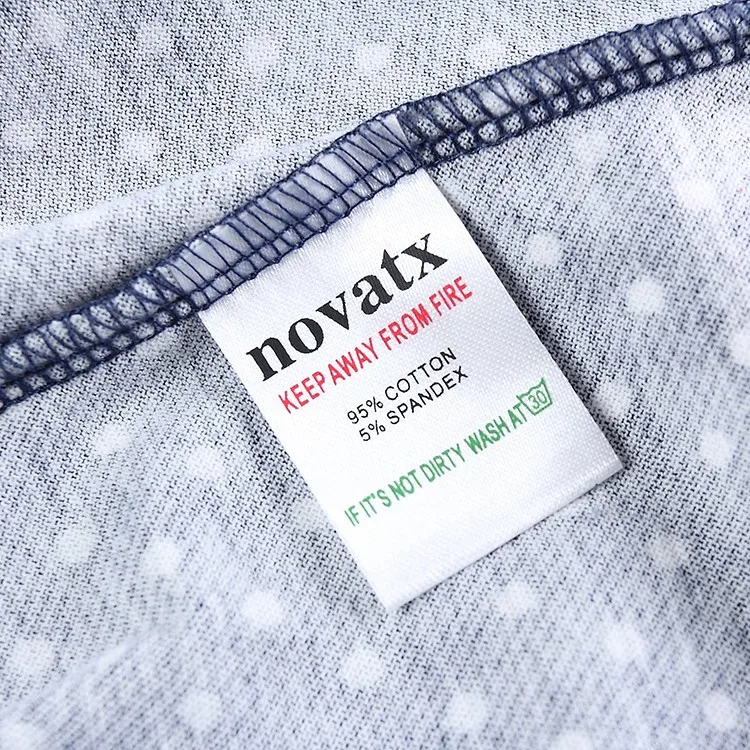 novatx
KEEP AWAY FROM FIRE
95% COTTON
5% SPANDEX
IF IT'S NOT DIRTY WASH AT 30